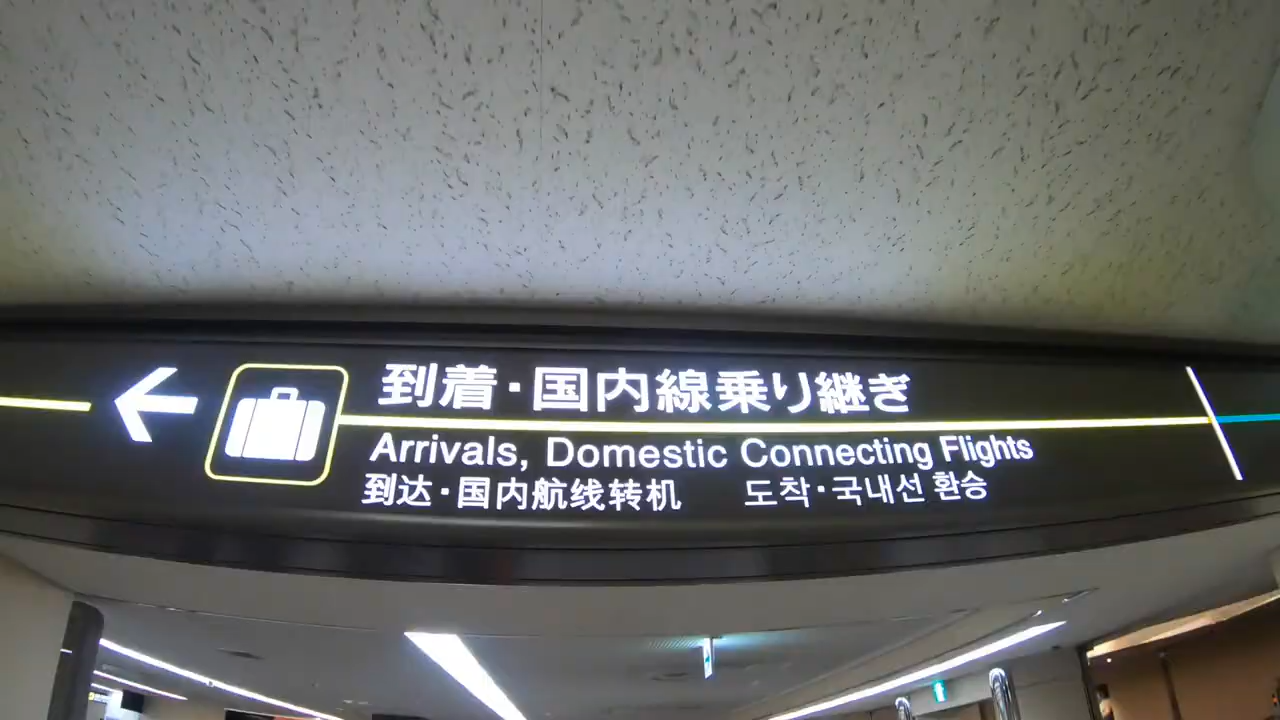 到着・国内線乗り継ぎ
Arrivals, Domestic Connecting Flights
到达・国内航线转机 도착・국내선 환승